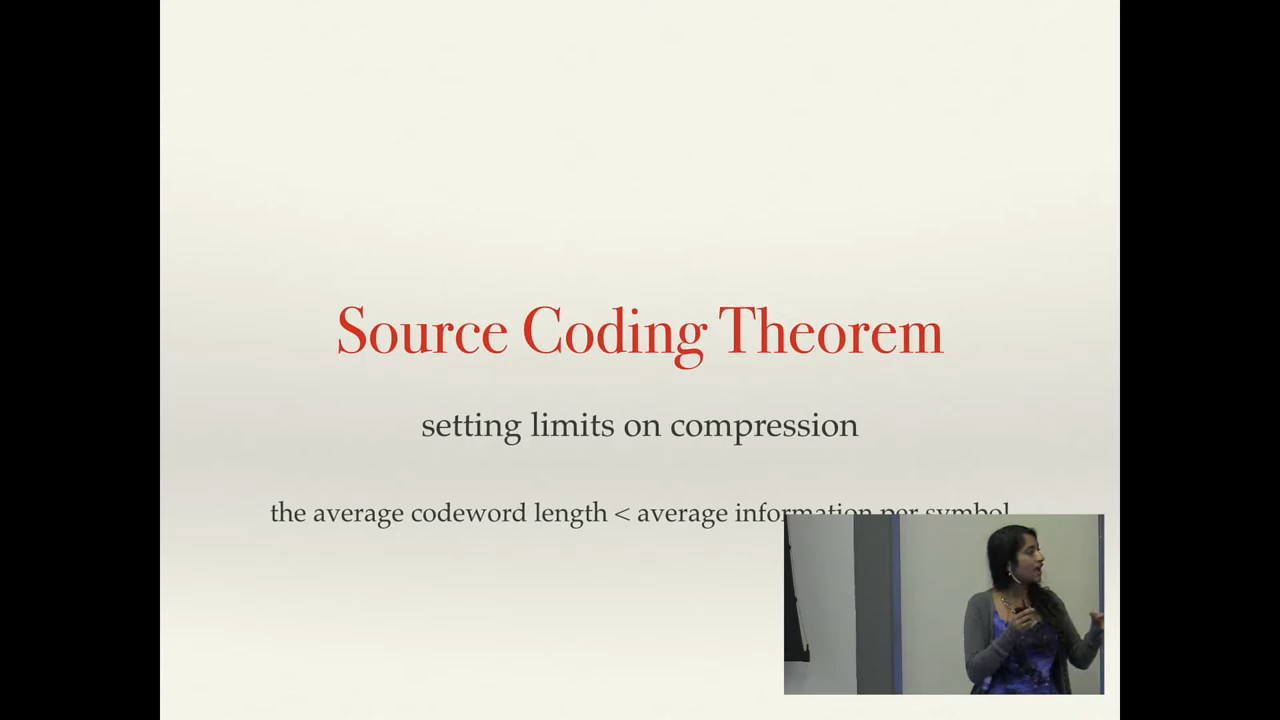 Source Coding Theorem
setting limits on compression
the average codeword length < average information per symbol